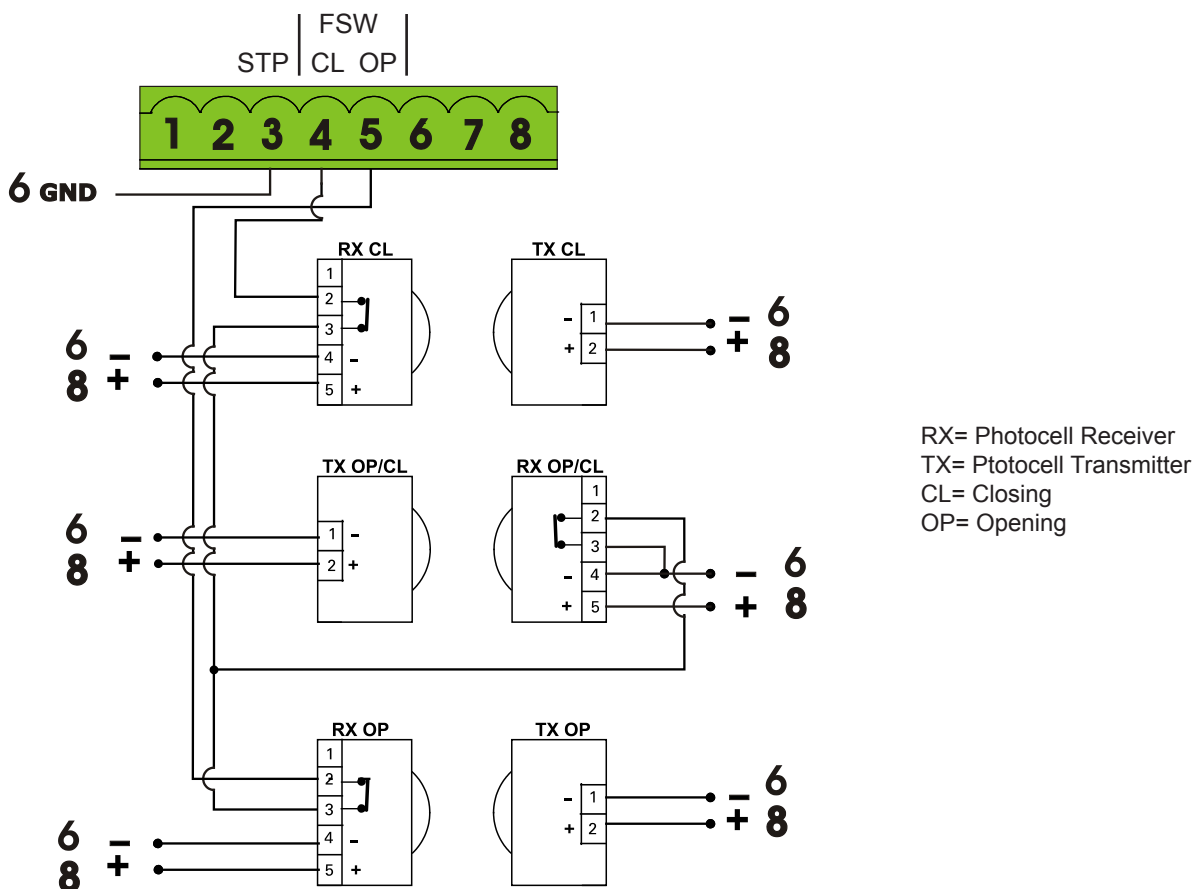 FSW
STP CL OP
1 2 3 4 5 6 7 8
6 GND
RX CL TX CL
1
2
3
6 - 4 -
8 + 5 +
- 1 - 6
+ 2 + 8
RX= Photocell Receiver
TX= Ptotocell Transmitter
CL= Closing
OP= Opening
TX OP/CL RX OP/CL
6 - 1 -
8 + 2 +
1
2
3
- 4 - 6
+ 5 + 8
RX OP TX OP
1
2
3
6 - 4 -
8 + 5 +
- 1 - 6
+ 2 + 8